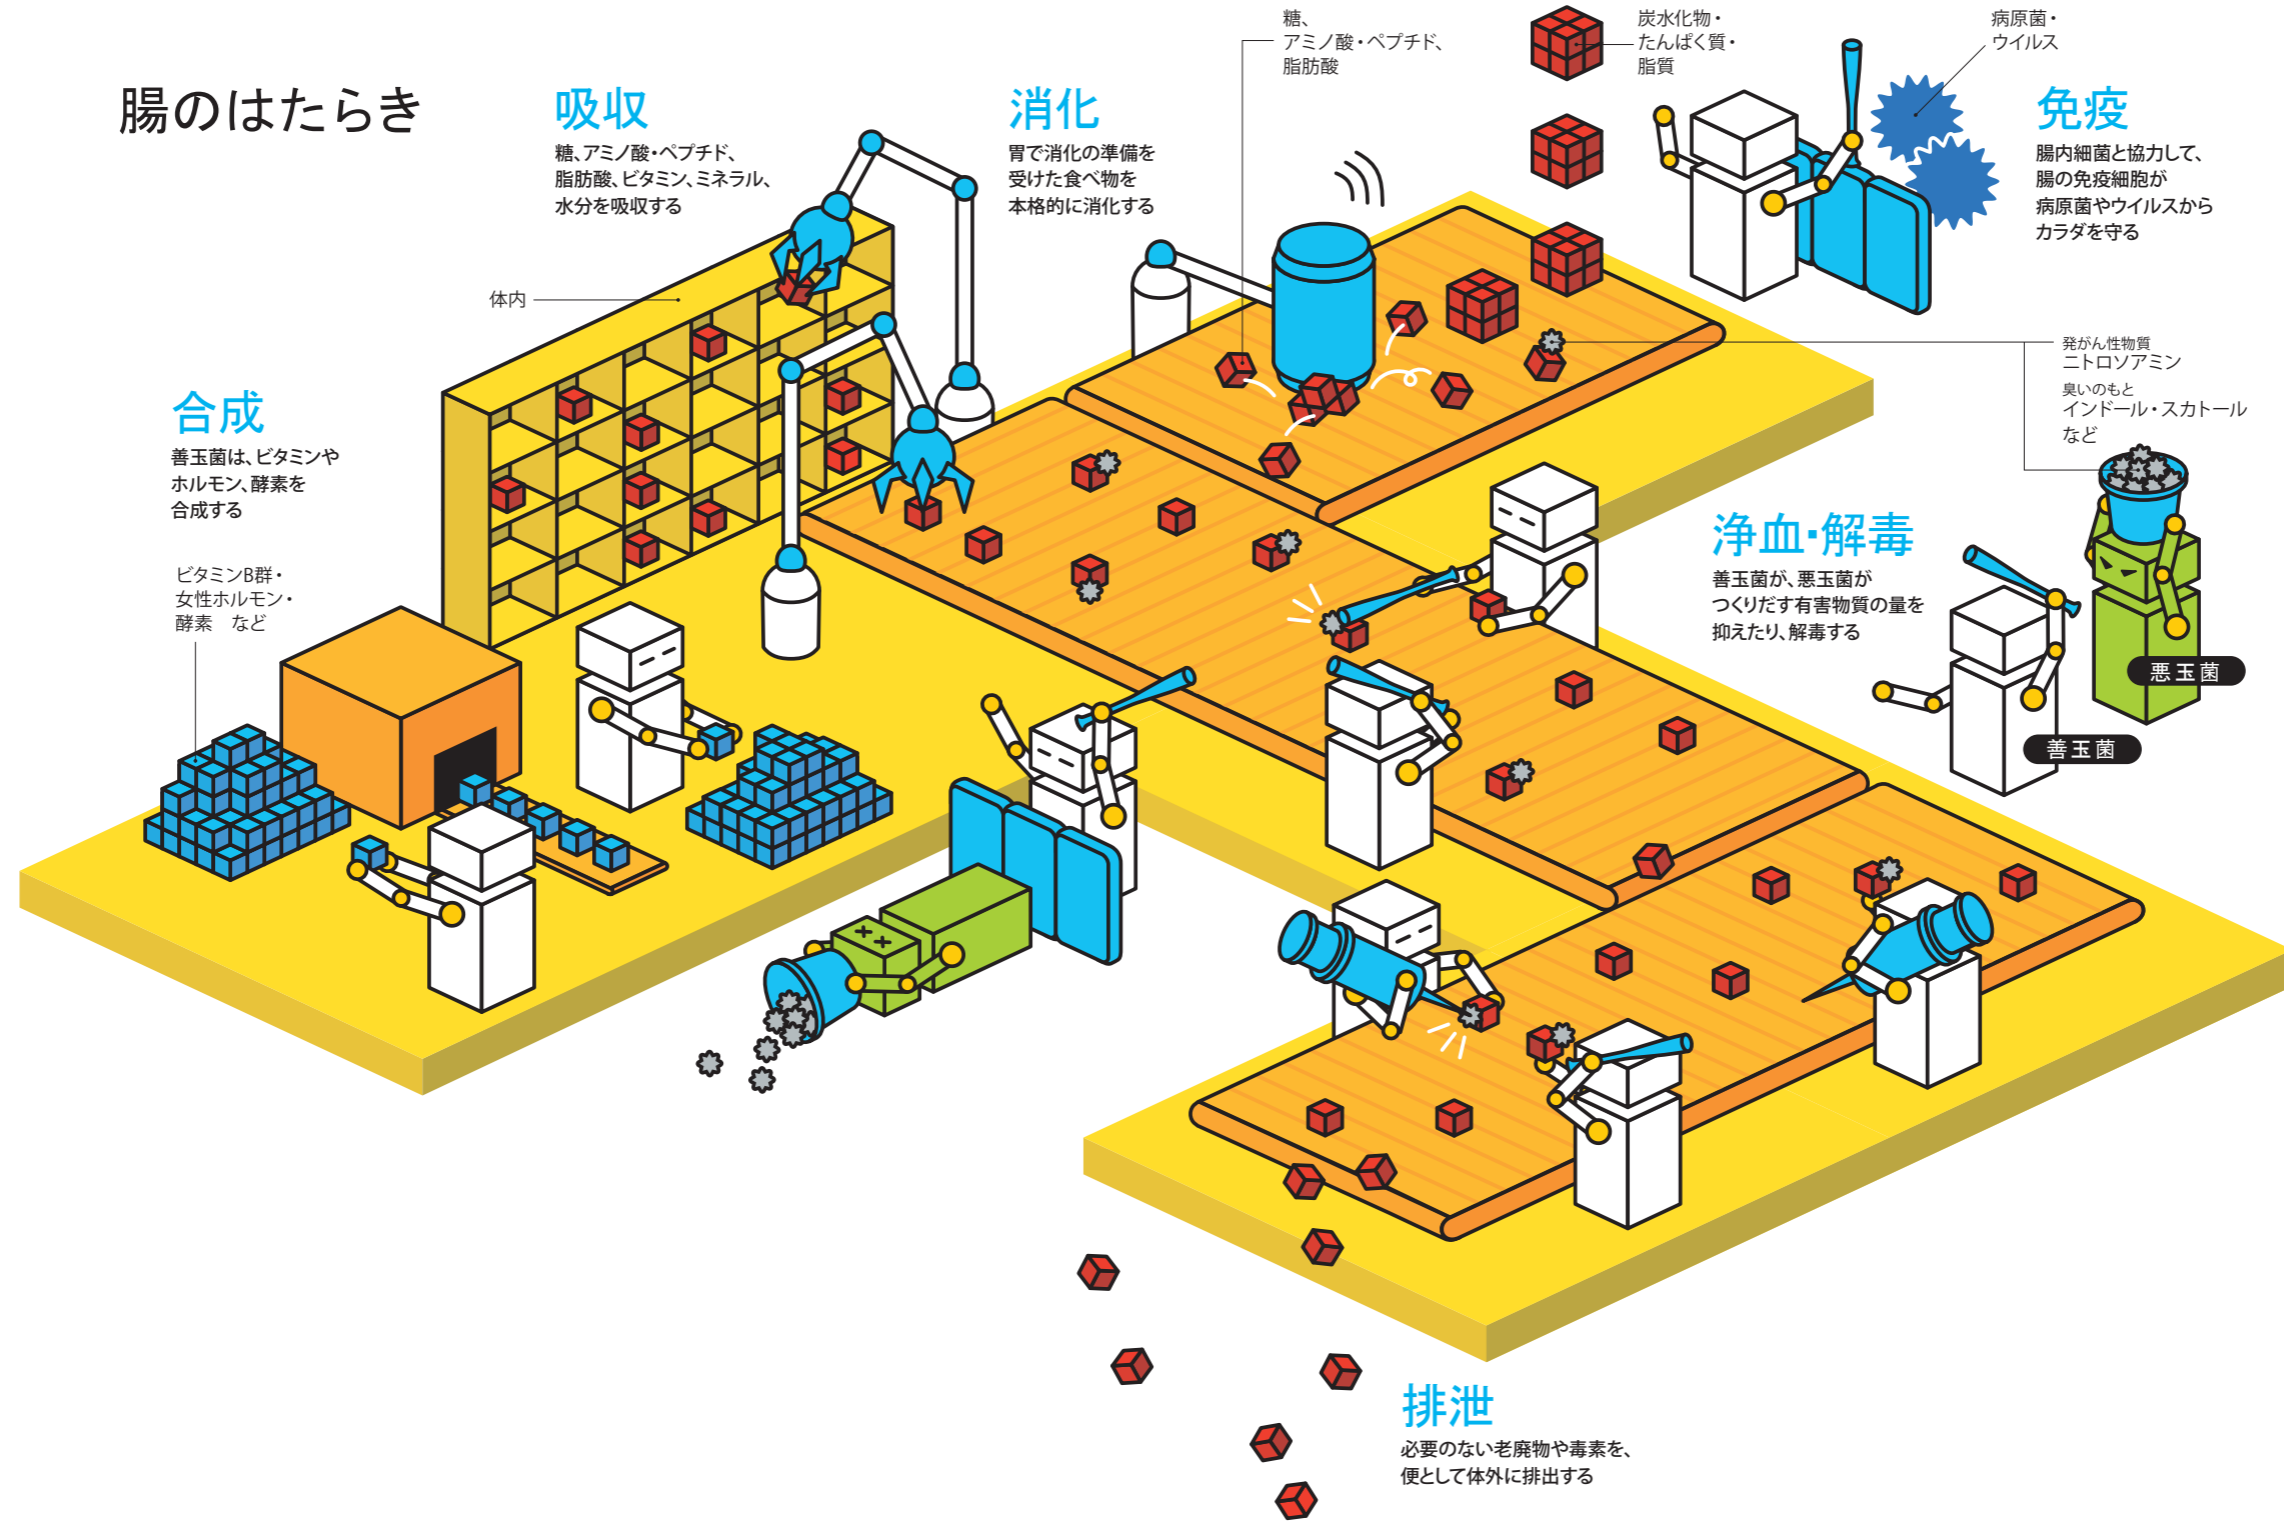 腸のはたらき
吸収
糖、アミノ酸・ペプチド、
脂肪酸、ビタミン、ミネラル、
水分を吸収する
消化
胃で消化の準備を
受けた食べ物を
本格的に消化する
糖、
アミノ酸・ペプチド、
脂肪酸
炭水化物・
たんぱく質・
脂質
病原菌・
ウイルス
免疫
腸内細菌と協力して、
腸の免疫細胞が
病原菌やウイルスから
カラダを守る
体内
発がん性物質
ニトロソアミン
臭いのもと
インドール・スカトール
など
合成
善玉菌は、ビタミンや
ホルモン、酵素を
合成する
ビタミンB群・
女性ホルモン・
酵素　など
浄血・解毒
善玉菌が、悪玉菌が
つくりだす有害物質の量を
抑えたり、解毒する
悪玉菌
善玉菌
排泄
必要のない老廃物や毒素を、
便として体外に排出する